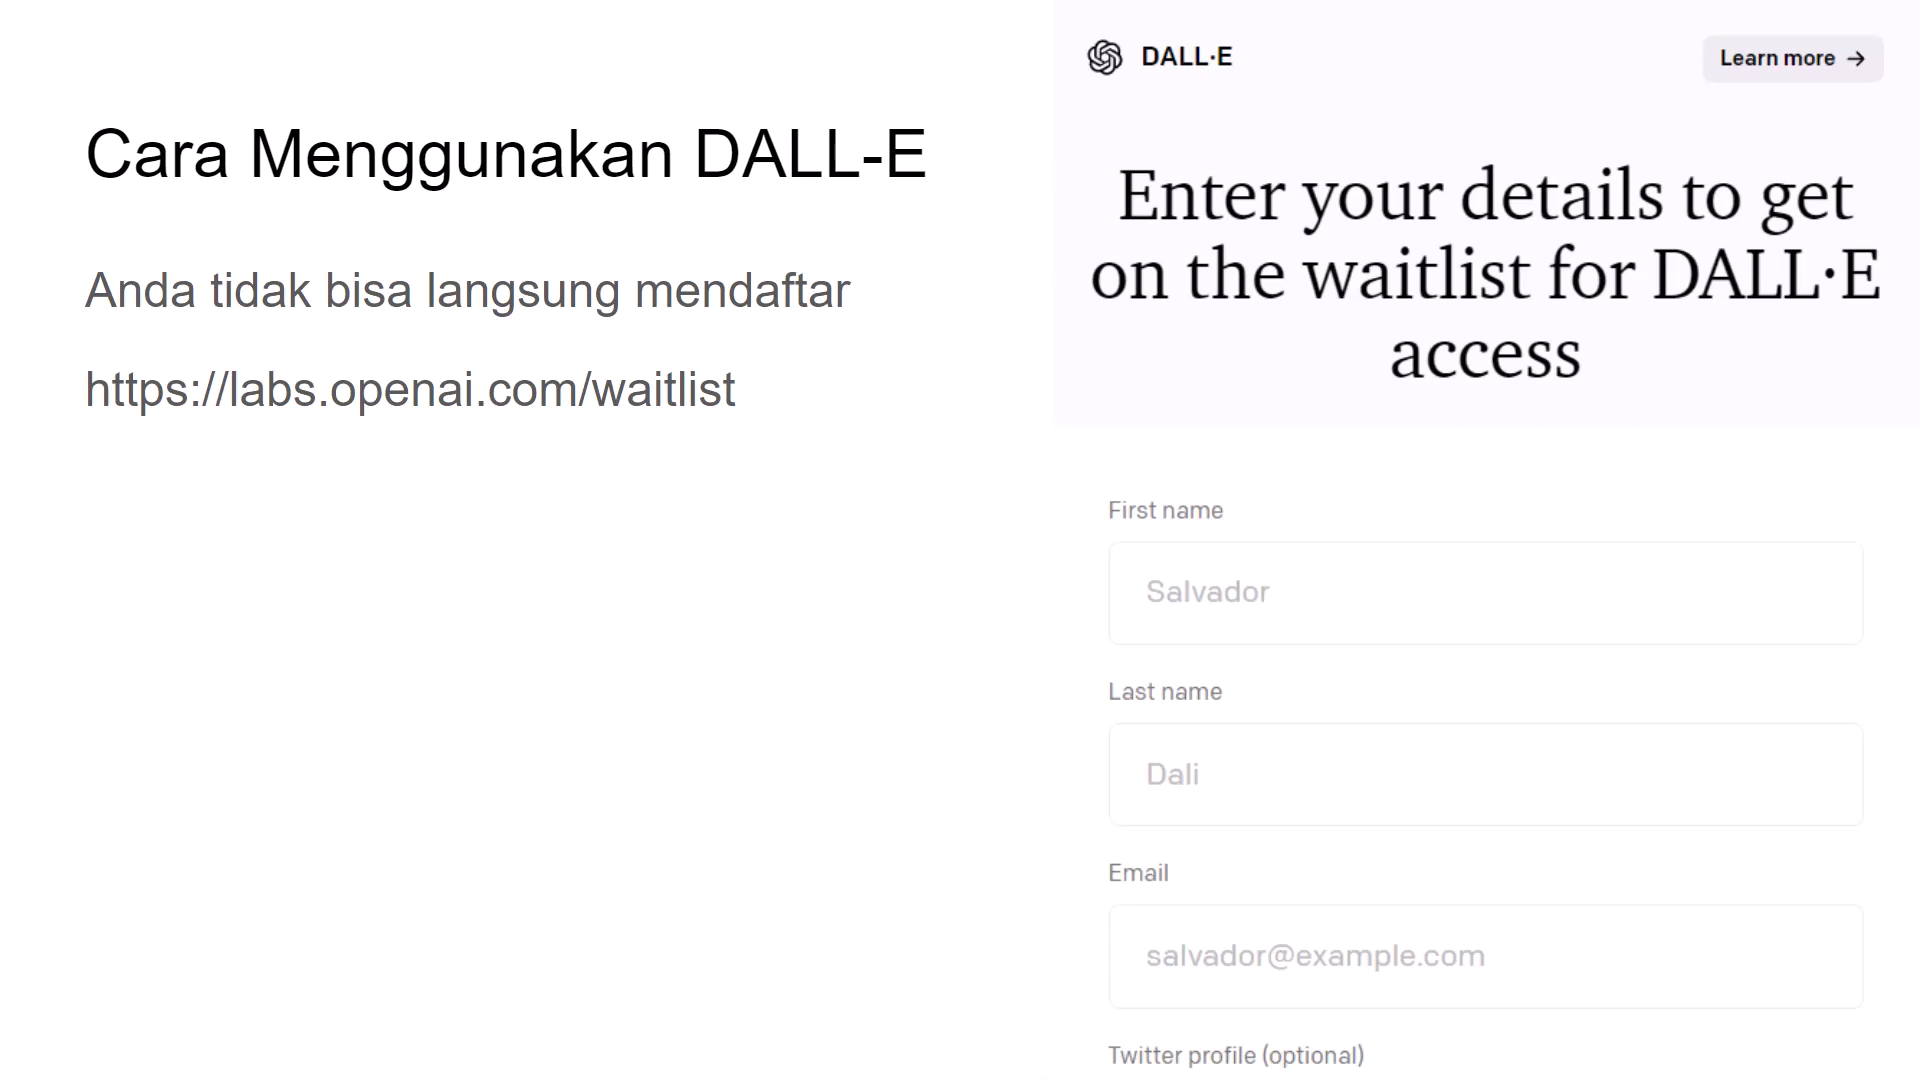 Cara Menggunakan DALL-E
Anda tidak bisa langsung mendaftar
https://labs.openai.com/waitlist
DALL·E
Learn more →
Enter your details to get
on the waitlist for DALL·E
access
First name
Salvador
Last name
Dali
Email
salvador@example.com
Twitter profile (optional)